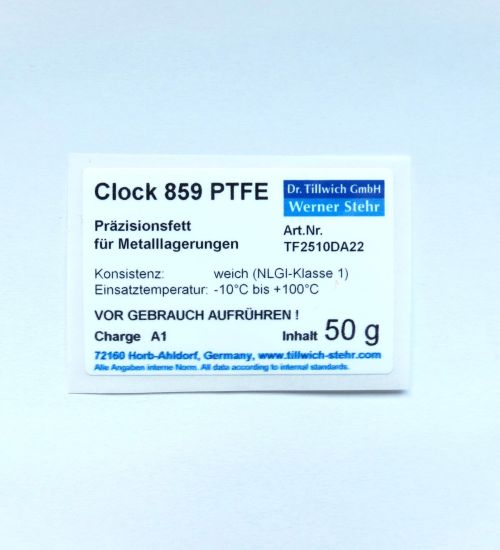 Clock 859 PTFE
Dr. Tillwich GmbH
Werner Stehr
Präzisionsfett
für Metalllagerungen
Art.Nr.
TF2510DA22
Konsistenz: weich (NLGI-Klasse 1)
Einsatztemperatur: -10°C bis +100°C
VOR GEBRAUCH AUFRÜHREN !
Charge A1 Inhalt 50 g
72160 Horb-Ahldorf, Germany, www.tillwich-stehr.com
Alle Angaben interne Norm. All data according to internal standards.